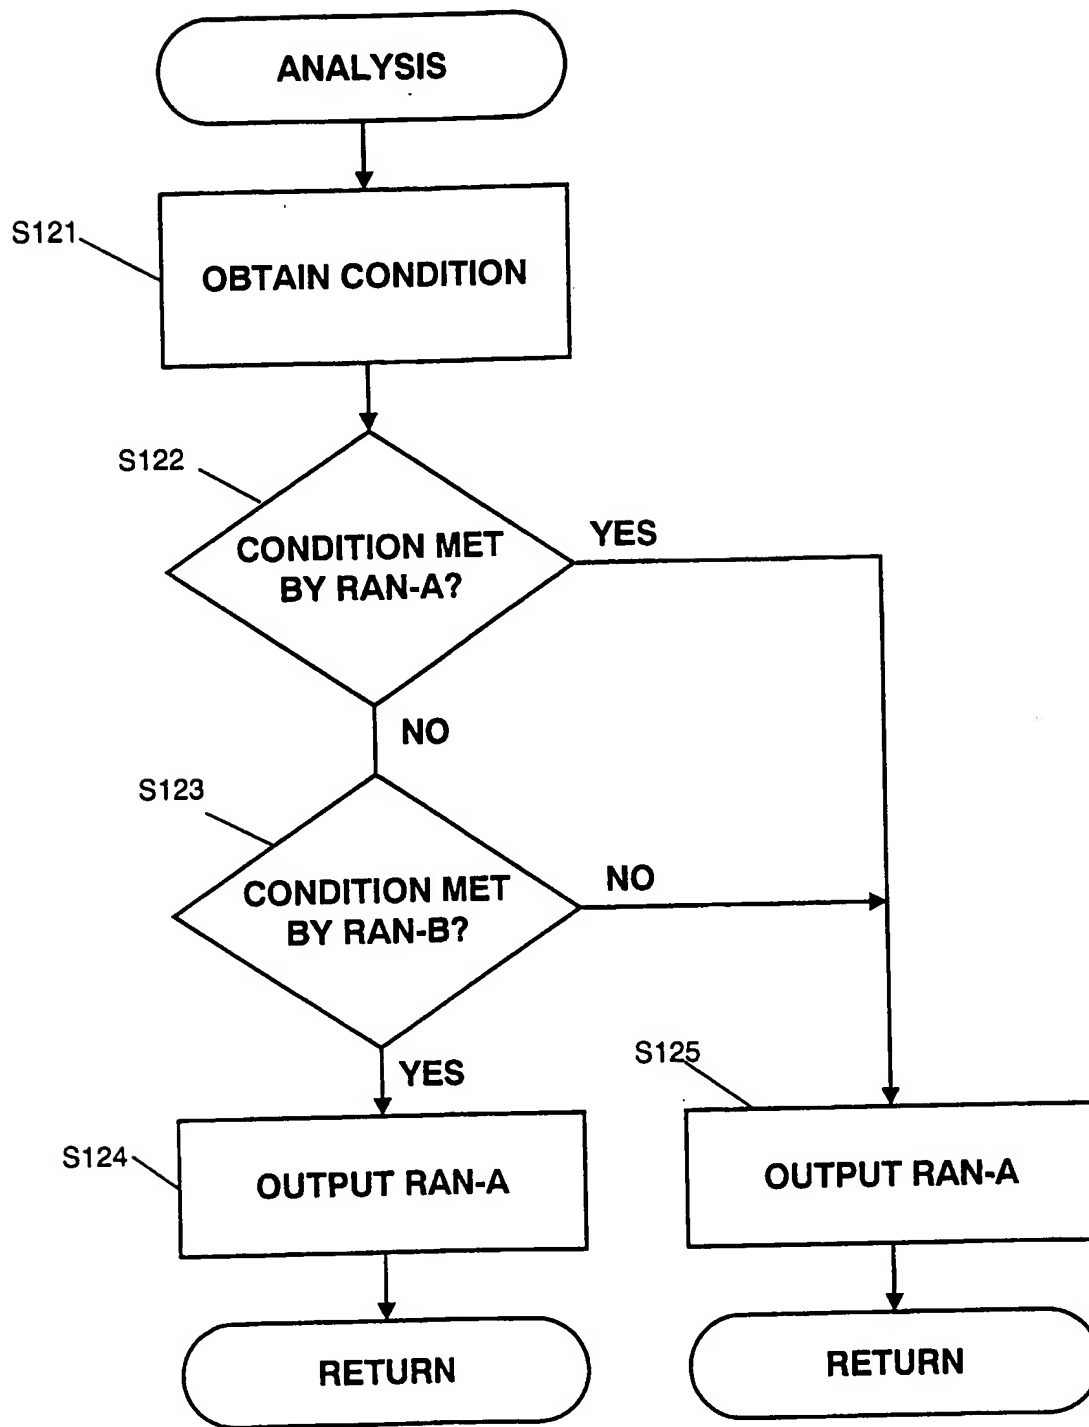 ANALYSIS
S121
OBTAIN CONDITION
S122
CONDITION MET
BY RAN-A?
YES
NO
S123
CONDITION MET
BY RAN-B?
NO
YES
S125
S124
OUTPUT RAN-A
OUTPUT RAN-A
RETURN
RETURN